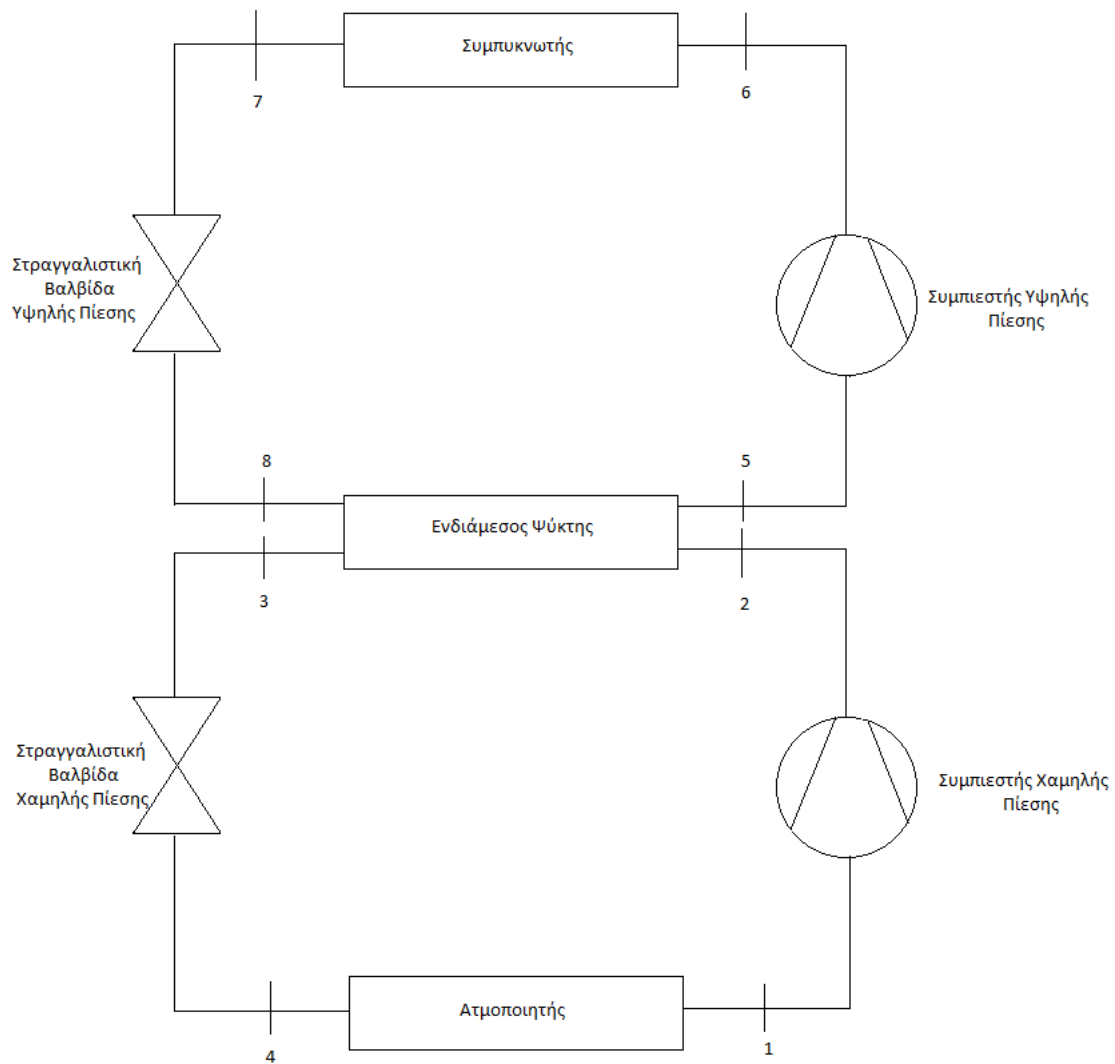 Συμπυκνωτής
7
6
Στραγγαλιστική
Βαλβίδα
Υψηλής Πίεσης
Συμπιεστής Υψηλής
Πίεσης
8
5
Ενδιάμεσος Ψύκτης
3
2
Στραγγαλιστική
Βαλβίδα
Χαμηλής Πίεσης
Συμπιεστής Χαμηλής
Πίεσης
Ατμοποιητής
4
1